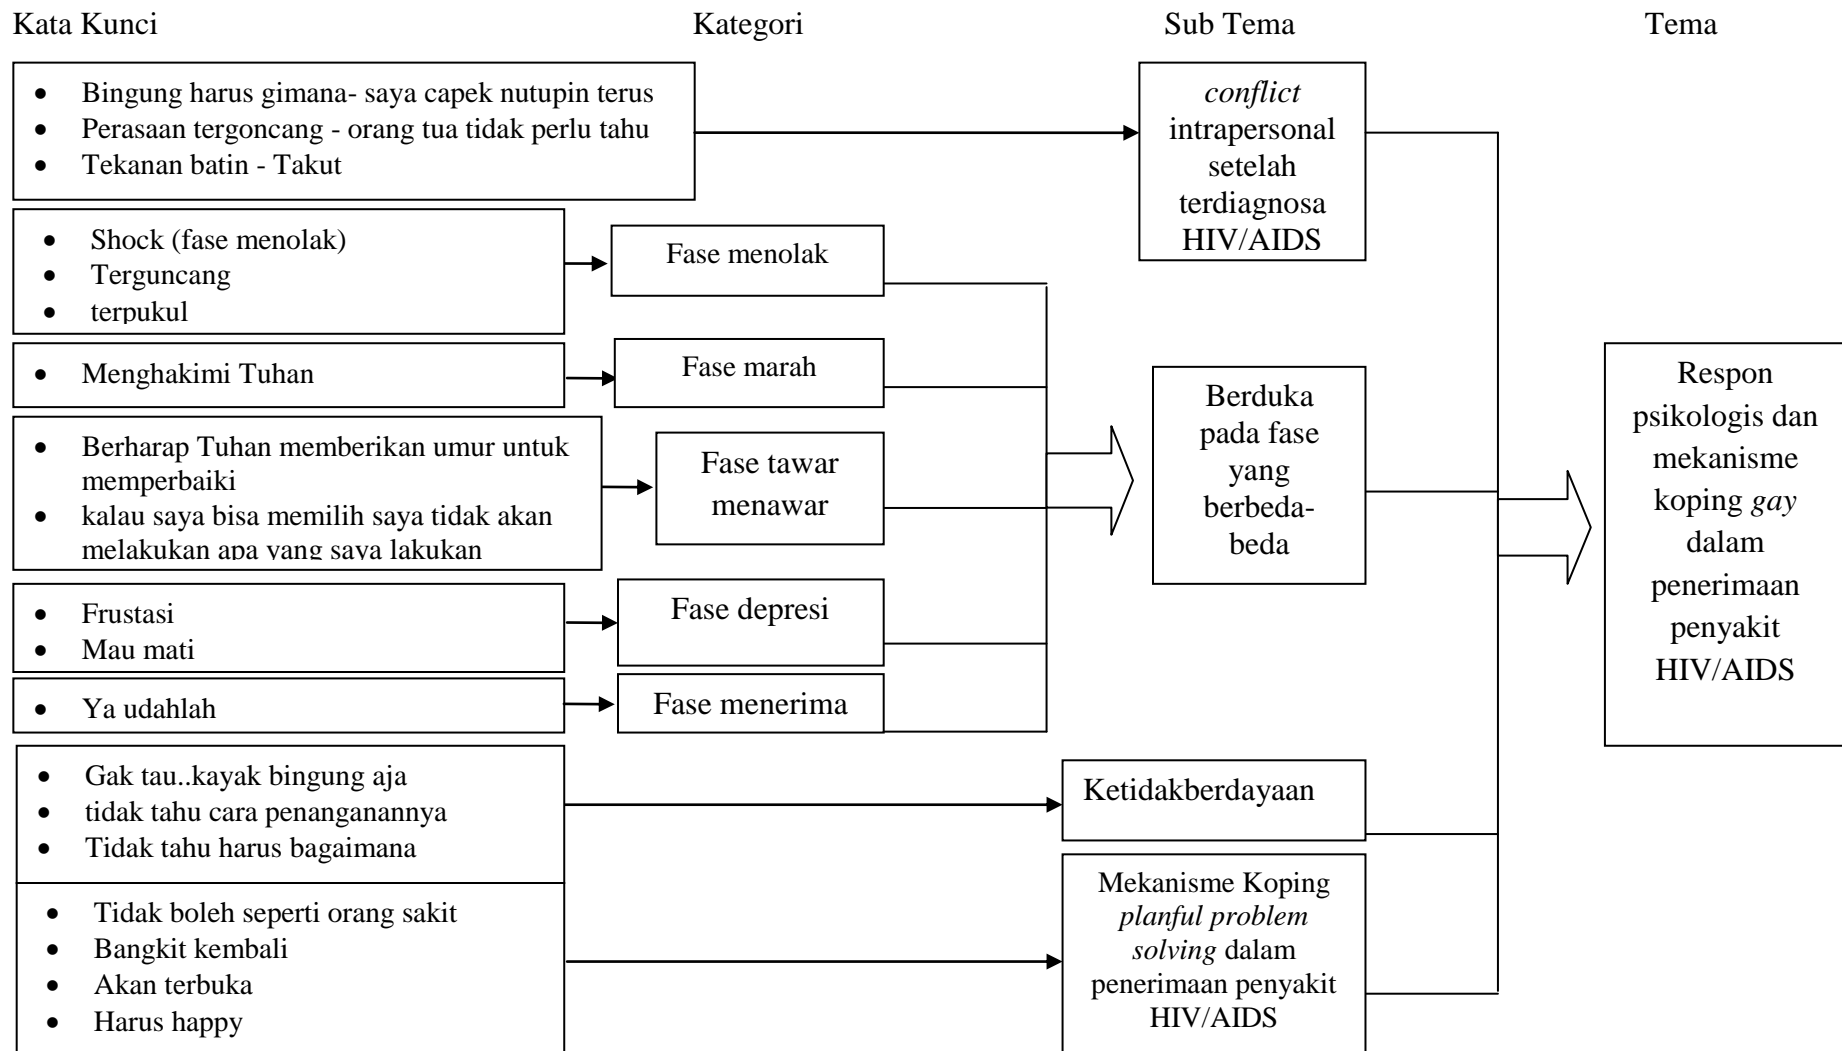 Kata Kunci
Kategori
Sub Tema
Tema
• Bingung harus gimana- saya capek nutupin terus
• Perasaan tergoncang - orang tua tidak perlu tahu
• Tekanan batin - Takut
conflict
intrapersonal
setelah
terdiagnosa
HIV/AIDS
• Shock (fase menolak)
• Terguncang
• terpukul
Fase menolak
• Menghakimi Tuhan
Fase marah
• Berharap Tuhan memberikan umur untuk
memperbaiki
• kalau saya bisa memilih saya tidak akan
melakukan apa yang saya lakukan
Fase tawar
menawar
• Frustasi
• Mau mati
Fase depresi
• Ya udahlah
Fase menerima
Berduka
pada fase
yang
berbeda-
beda
• Gak tau..kayak bingung aja
• tidak tahu cara penanganannya
• Tidak tahu harus bagaimana
Ketidakberdayaan
• Tidak boleh seperti orang sakit
• Bangkit kembali
• Akan terbuka
• Harus happy
Mekanisme Koping
planful problem
solving dalam
penerimaan penyakit
HIV/AIDS
Respon
psikologis dan
mekanisme
koping gay
dalam
penerimaan
penyakit
HIV/AIDS